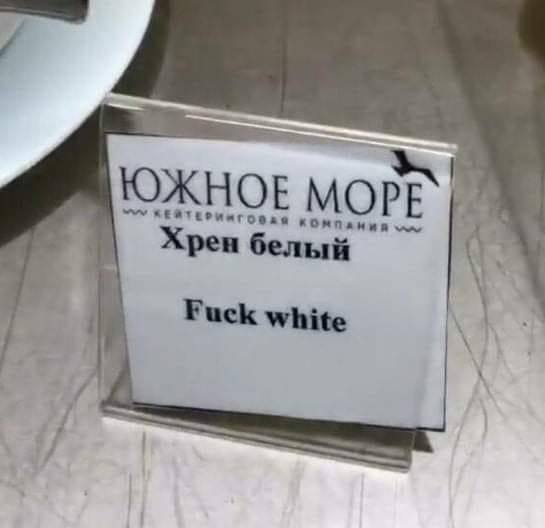 ЮЖНОЕ МОРЕ
КЕЙТЕРИНГОВАЯ КОМПАНИЯ
Хрен белый
Fuck white